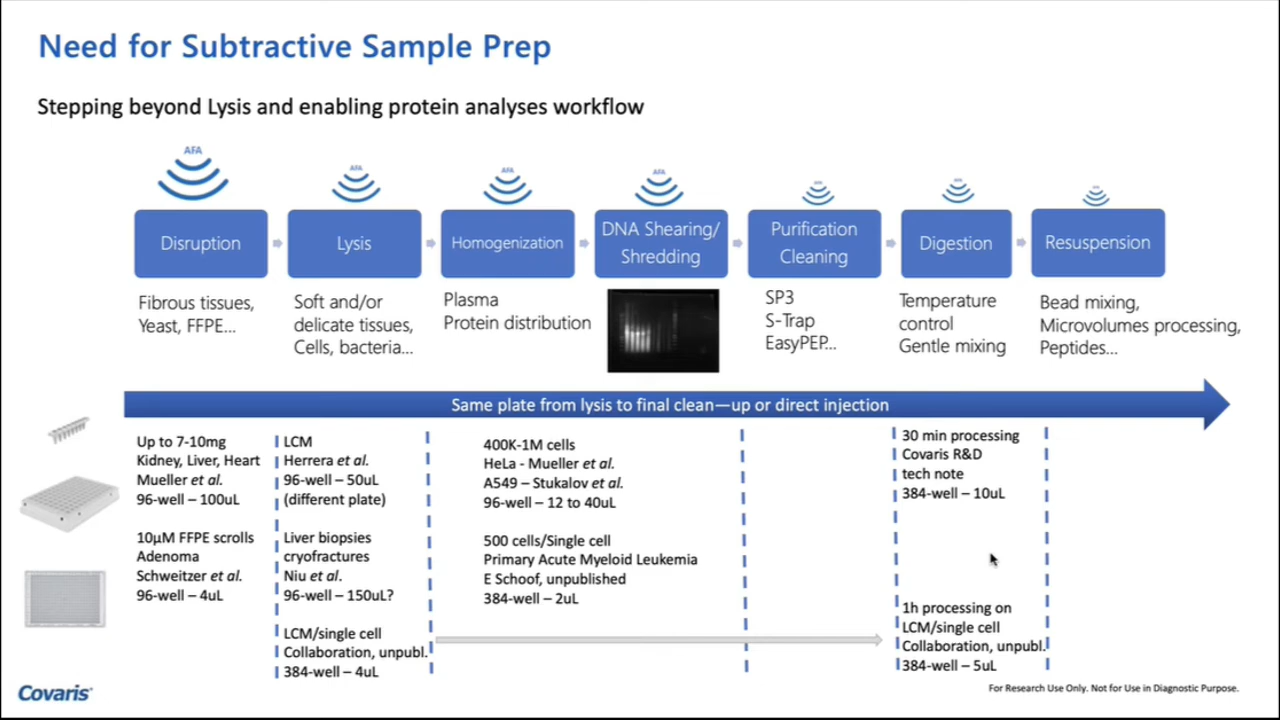 Need for Subtractive Sample Prep
Stepping beyond Lysis and enabling protein analyses workflow
AFA
AFA
AFA
AFA
AFA
AFA
AFA
Disruption
Lysis
Homogenization
DNA Shearing/
Shredding
Purification
Cleaning
Digestion
Resuspension
Fibrous tissues,
Yeast, FFPE...
Soft and/or
delicate tissues,
Cells, bacteria...
Plasma
Protein distribution
SP3
S-Trap
EasyPEP...
Temperature
control
Gentle mixing
Bead mixing,
Microvolumes processing,
Peptides...
Same plate from lysis to final clean—up or direct injection
Up to 7-10mg
Kidney, Liver, Heart
Mueller et al.
96-well – 100uL
10µM FFPE scrolls
Adenoma
Schweitzer et al.
96-well – 4uL
LCM
Herrera et al.
96-well – 50uL
(different plate)
Liver biopsies
cryofractures
Niu et al.
96-well – 150uL?
LCM/single cell
Collaboration, unpubl.
384-well – 4uL
400K-1M cells
HeLa - Mueller et al.
A549 – Stukalov et al.
96-well – 12 to 40uL
500 cells/Single cell
Primary Acute Myeloid Leukemia
E Schoof, unpublished
384-well – 2uL
30 min processing
Covaris R&D
tech note
384-well – 10uL
1h processing on
LCM/single cell
Collaboration, unpubl.
384-well – 5uL
Covaris
For Research Use Only. Not for Use in Diagnostic Purpose.